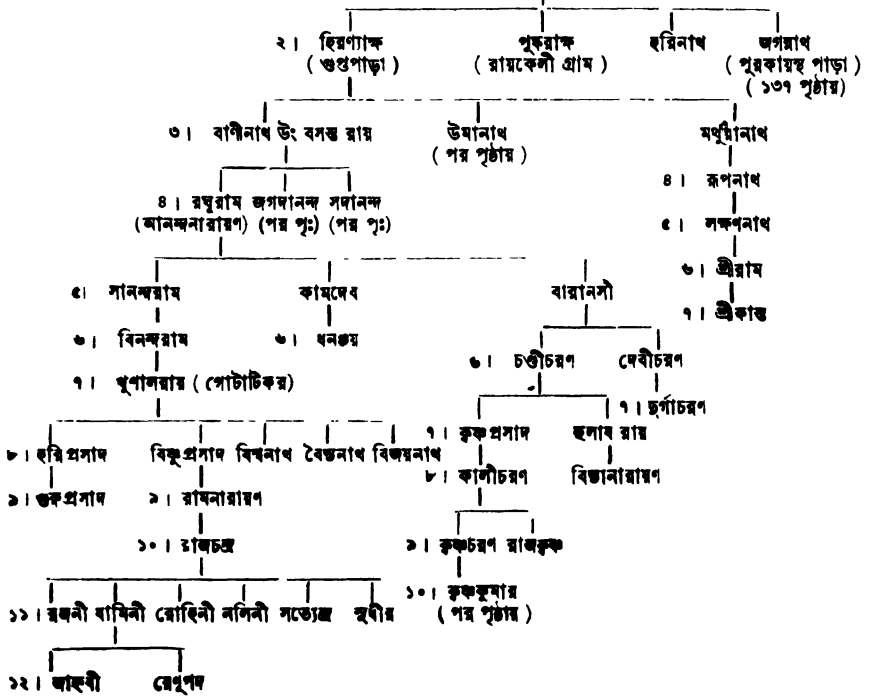 ২। হিরণ্যাক্ষ পুষ্করাক্ষ হরিনাথ জগন্নাথ
( গুপ্তপাড়া ) ( রায়কেলী গ্রাম ) ( পুরকায়স্থ পাড়া )
( ১৩৭ পৃষ্ঠায় )
৩। বাণীনাথ উং বসন্ত রায় উমানাথ মথুরানাথ
( পর পৃষ্ঠায় )
৪। রূপনাথ
৪। রঘুরাম জগদানন্দ সদানন্দ
(আনন্দনারায়ণ) (পর পৃঃ) (পর পৃঃ)
৫। লক্ষণনাথ
৬। শ্রীরাম
৫। সানন্দরাম কামদেব বারানসী
৭। শ্রীকান্ত
৬। বিনন্দরাম ৬। ধনঞ্জয়
৬। চণ্ডীচরণ দেবীচরণ
৭। খুশালরায় ( গোটাটিকর )
৭। দুর্গাচরণ
৭। কৃষ্ণপ্রসাদ হুলাষ রায়
৮। হরিপ্রসাদ বিষ্ণুপ্রসাদ বিশ্বনাথ বৈদ্যনাথ বিজয়নাথ
৮। কালীচরণ বিদ্যানারায়ণ
৯। গুরুপ্রসাদ ৯। রামনারায়ণ
১০। রাজচন্দ্র
৯। কৃষ্ণচরণ রাজকৃষ্ণ
১০। কৃষ্ণকুমার
( পর পৃষ্ঠায় )
১১। রজনী যামিনী রোহিনী নলিনী সত্যেন্দ্র সুধীর
১২। জাহ্নবী রেণুপদ